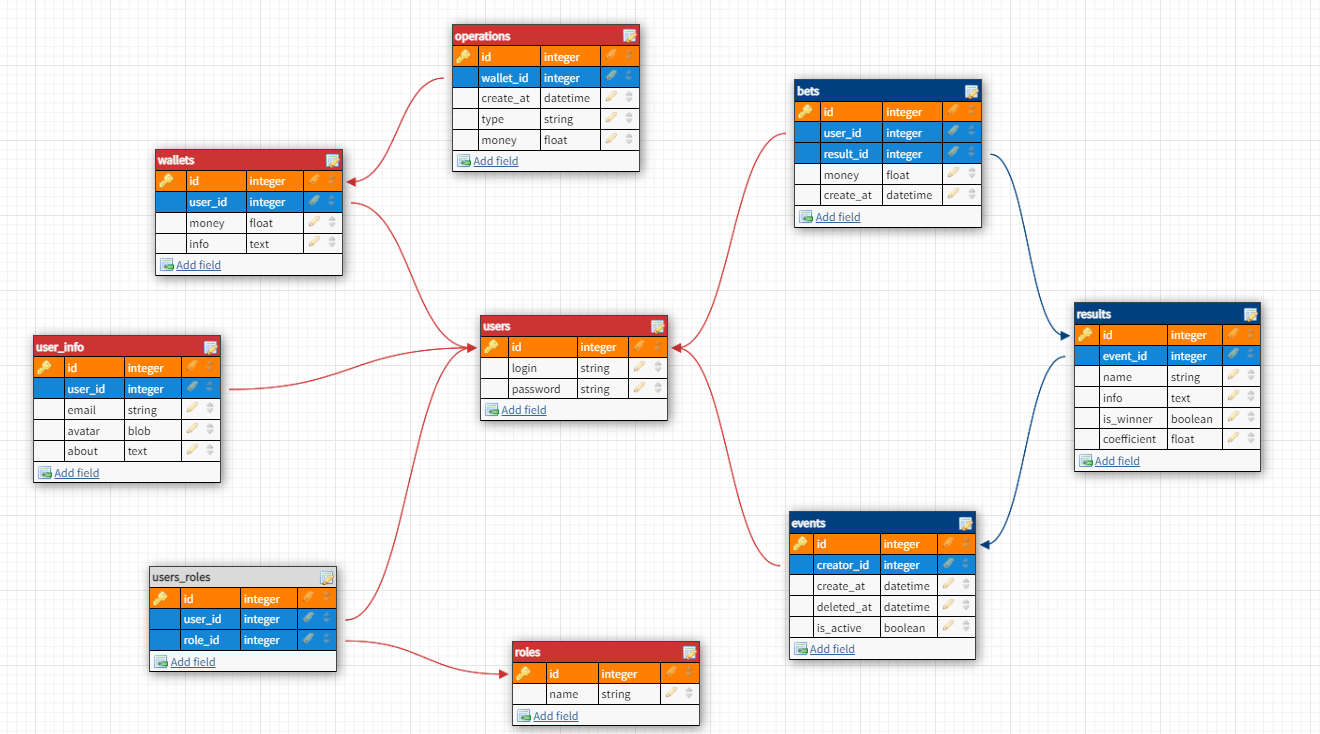 operations
id integer
wallet_id integer
create_at datetime
type string
money float
Add field
bets
id integer
user_id integer
result_id integer
money float
create_at datetime
Add field
wallets
id integer
user_id integer
money float
info text
Add field
results
id integer
event_id integer
name string
info text
is_winner boolean
coefficient float
Add field
users
id integer
login string
password string
Add field
user_info
id integer
user_id integer
email string
avatar blob
about text
Add field
events
id integer
creator_id integer
create_at datetime
deleted_at datetime
is_active boolean
Add field
users_roles
id integer
user_id integer
role_id integer
Add field
roles
id integer
name string
Add field